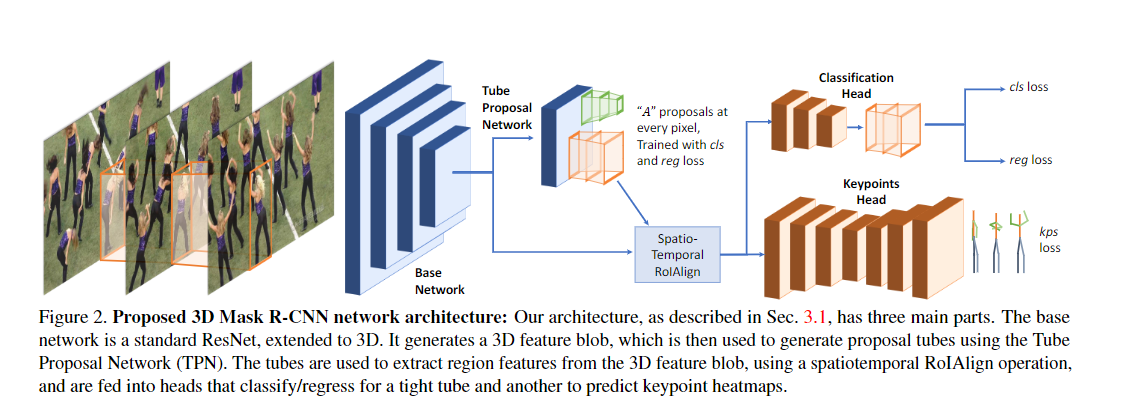 Tube
Proposal
Network
"A" proposals at
every pixel,
Trained with cls
and reg loss
Classification
Head
cls loss
reg loss
Keypoints
Head
kps
loss
Spatio-
Temporal
RoIAlign
Base
Network
Figure 2. Proposed 3D Mask R-CNN network architecture: Our architecture, as described in Sec. 3.1, has three main parts. The base
network is a standard ResNet, extended to 3D. It generates a 3D feature blob, which is then used to generate proposal tubes using the Tube
Proposal Network (TPN). The tubes are used to extract region features from the 3D feature blob, using a spatiotemporal RoIAlign operation,
and are fed into heads that classify/regress for a tight tube and another to predict keypoint heatmaps.